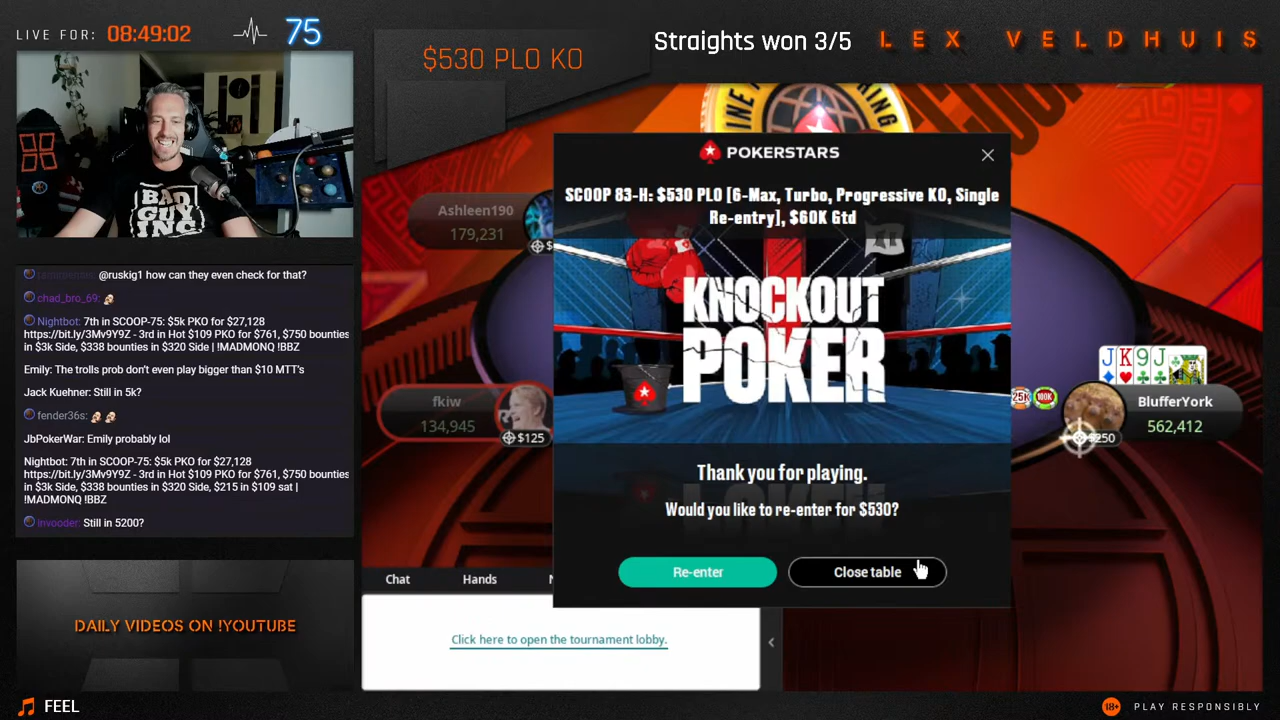 LIVE FOR: 08:49:02 75
$530 PLO KO
Straights won 3/5
LEX VELDHUIS
BAD
GUY
INC
@ruskig1 how can they even check for that?
chad_bro_69:
Nightbot: 7th in SCOOP-75: $5k PKO for $27,128
https://bit.ly/3Mv9Y9Z - 3rd in Hot $109 PKO for $761, $750 bounties
in $3k Side, $338 bounties in $320 Side | !MADMONQ !BBZ
Emily: The trolls prob don't even play bigger than $10 MTT's
Jack Kuehner: Still in 5k?
fender36s:
JbPokerWar: Emily probably lol
Nightbot: 7th in SCOOP-75: $5k PKO for $27,128
https://bit.ly/3Mv9Y9Z - 3rd in Hot $109 PKO for $761, $750 bounties
in $3k Side, $338 bounties in $320 Side, $215 in $109 sat |
!MADMONQ !BBZ
invooder: Still in 5200?
DAILY VIDEOS ON !YOUTUBE
FEEL
Ashleen190
179,231
fkiw
134,945
$125
POKERSTARS
SCOOP 83-H: $530 PLO [6-Max, Turbo, Progressive KO, Single
Re-entry], $60K Gtd
KNOCKOUT
POKER
Thank you for playing.
Would you like to re-enter for $530?
Re-enter
Close table
J K 9 J
25K 100K
BlufferYork
562,412
$250
Chat Hands
Click here to open the tournament lobby.
18+ PLAY RESPONSIBLY